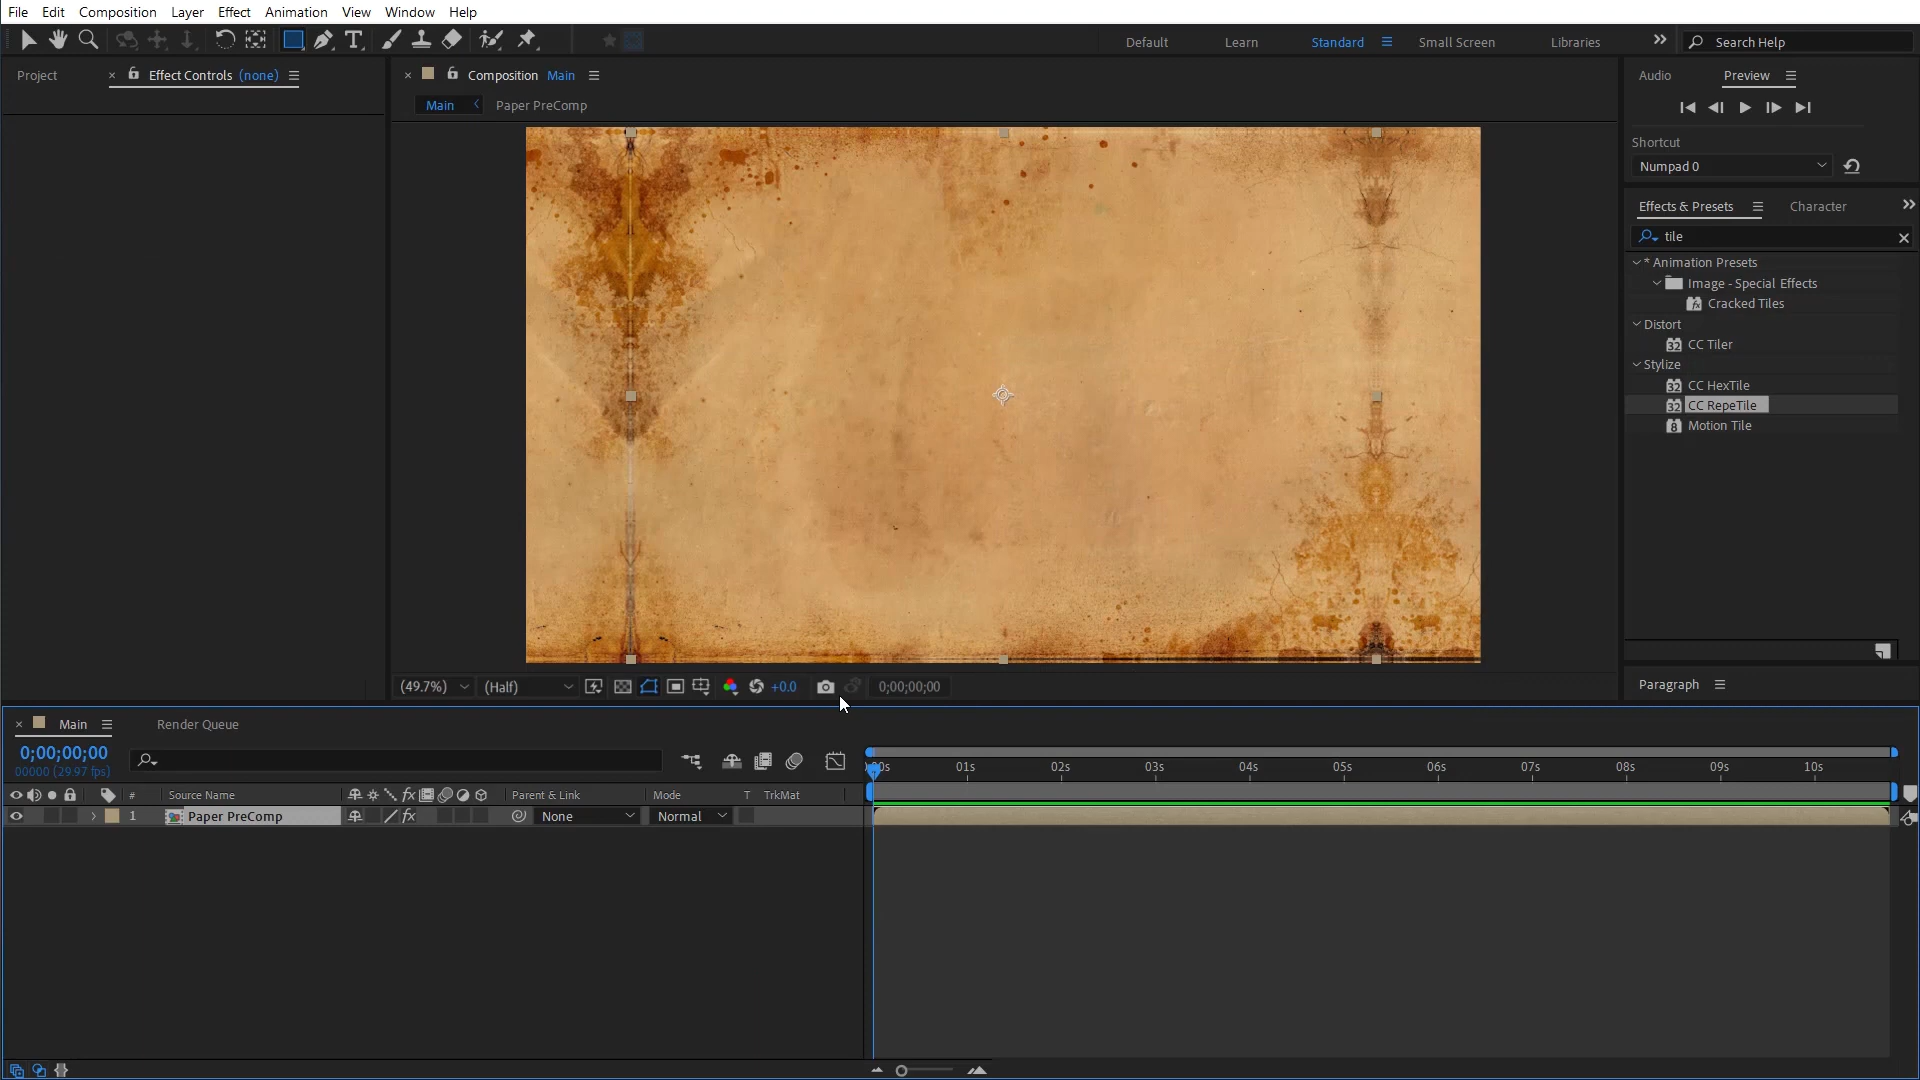 File Edit Composition Layer Effect Animation View Window Help
Default Learn Standard Small Screen Libraries Search Help
Project Effect Controls (none) Composition Main Audio Preview
Main Paper PreComp
Shortcut
Numpad 0
Effects & Presets Character
tile
* Animation Presets
Image - Special Effects
Cracked Tiles
Distort
CC Tiler
Stylize
CC HexTile
CC RepeTile
Motion Tile
Paragraph
(49.7%) (Half) +0.0 0;00;00;00
Main Render Queue
0;00;00;00
00000 (29.97 fps)
01s 02s 03s 04s 05s 06s 07s 08s 09s 10s
# Source Name Parent & Link Mode T TrkMat
1 Paper PreComp None Normal